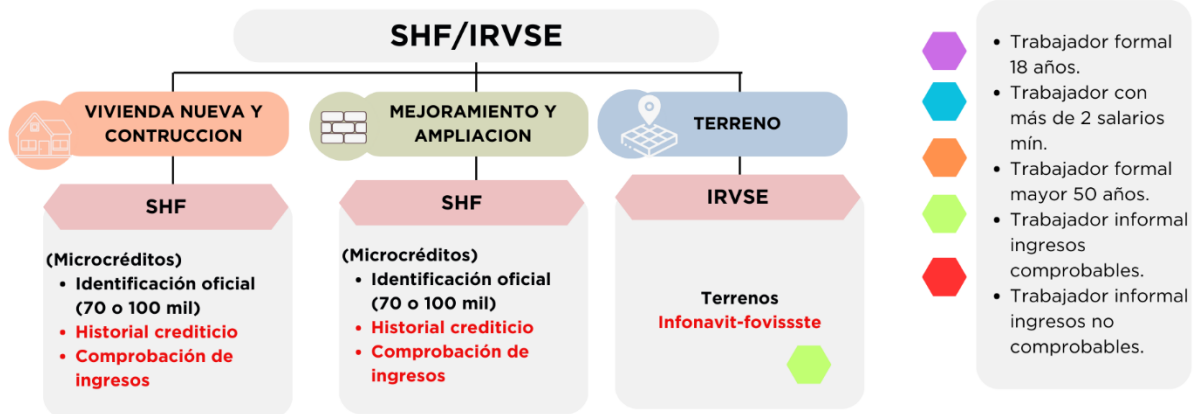 SHF/IRVSE
VIVIENDA NUEVA Y
CONTRUCCION
MEJORAMIENTO Y
AMPLIACION
TERRENO
SHF
(Microcréditos)
• Identificación oficial
(70 o 100 mil)
• Historial crediticio
• Comprobación de
ingresos
SHF
(Microcréditos)
• Identificación oficial
(70 o 100 mil)
• Historial crediticio
• Comprobación de
ingresos
IRVSE
Terrenos
Infonavit-fovissste
• Trabajador formal
18 años.
• Trabajador con
más de 2 salarios
mín.
• Trabajador formal
mayor 50 años.
• Trabajador informal
ingresos
comprobables.
• Trabajador informal
ingresos no
comprobables.